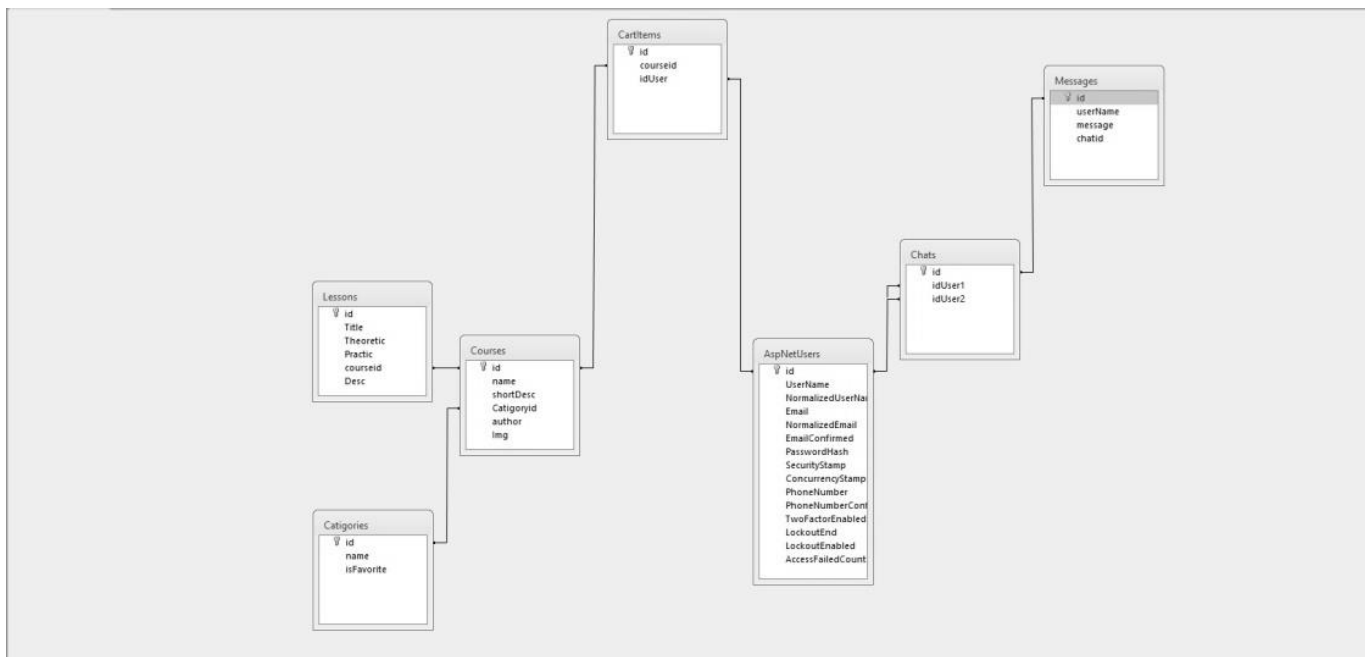 CartItems
id
courseid
idUser
Messages
id
userName
message
chatid
Chats
id
idUser1
idUser2
Lessons
id
Title
Theoretic
Practic
courseid
Desc
Courses
id
name
shortDesc
Catigoryid
author
Img
AspNetUsers
id
UserName
NormalizedUserNa
Email
NormalizedEmail
EmailConfirmed
PasswordHash
SecurityStamp
ConcurrencyStamp
PhoneNumber
PhoneNumberConf
TwoFactorEnabled
LockoutEnd
LockoutEnabled
AccessFailedCount
Catigories
id
name
isFavorite